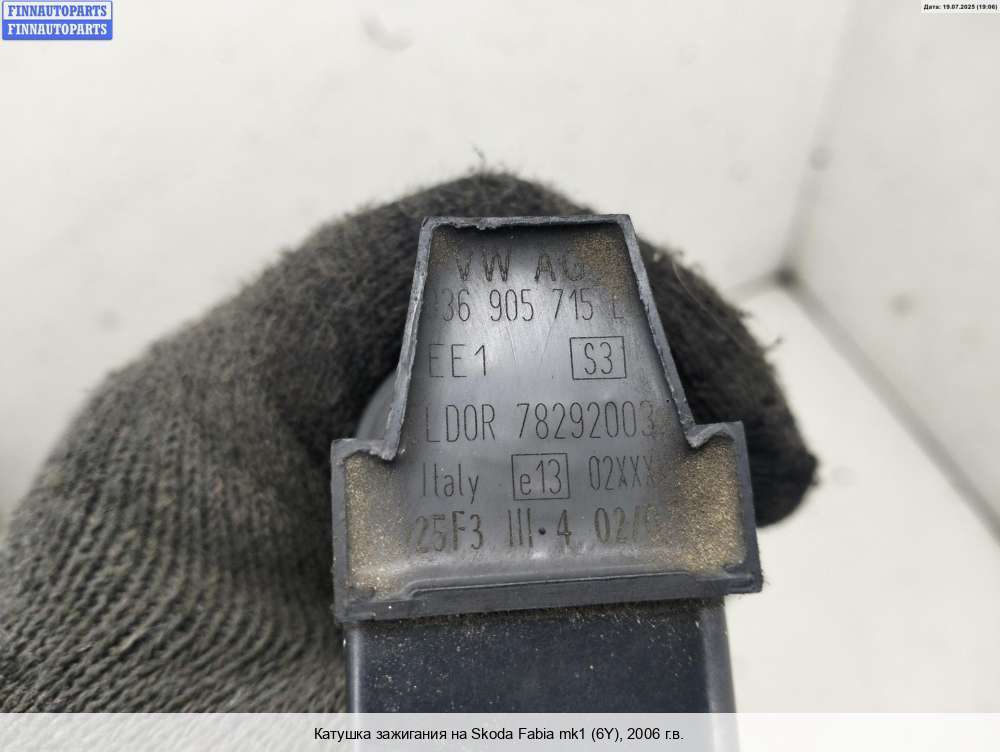 FINNAUTOPARTS
FINNAUTOPARTS
Дата: 19.07.2025 (19:06)
VW AG
36 905 715
EE1 S3
LDOR 78292003
Italy e13 02XXX
25F3 III·4 02/
Катушка зажигания на Skoda Fabia mk1 (6Y), 2006 г.в.